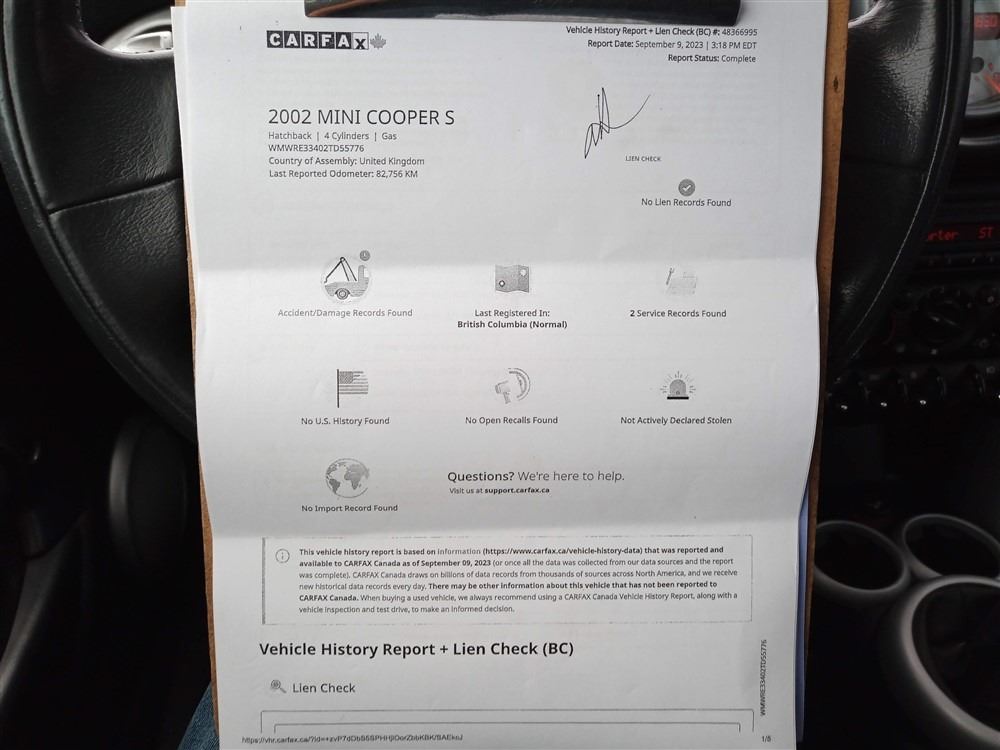 CARFAX
Vehicle History Report + Lien Check (BC) #: 48366995
Report Date: September 9, 2023 | 3:18 PM EDT
Report Status: Complete
2002 MINI COOPER S
Hatchback | 4 Cylinders | Gas
WMWRE33402TD55776
Country of Assembly: United Kingdom
Last Reported Odometer: 82,756 KM
LIEN CHECK
No Lien Records Found
Accident/Damage Records Found
Last Registered In:
British Columbia (Normal)
2 Service Records Found
No U.S. History Found
No Open Recalls Found
Not Actively Declared Stolen
No Import Record Found
Questions? We're here to help.
Visit us at support.carfax.ca
This vehicle history report is based on information (https://www.carfax.ca/vehicle-history-data) that was reported and
available to CARFAX Canada as of September 09, 2023 (or once all the data was collected from our data sources and the report
was complete). CARFAX Canada draws on billions of data records from thousands of sources across North America, and we receive
new historical data records every day. There may be other information about this vehicle that has not been reported to
CARFAX Canada. When buying a used vehicle, we always recommend using a CARFAX Canada Vehicle History Report, along with a
vehicle inspection and test drive, to make an informed decision.
Vehicle History Report + Lien Check (BC)
Lien Check
WMWRE33402TD55776
1/5
ST